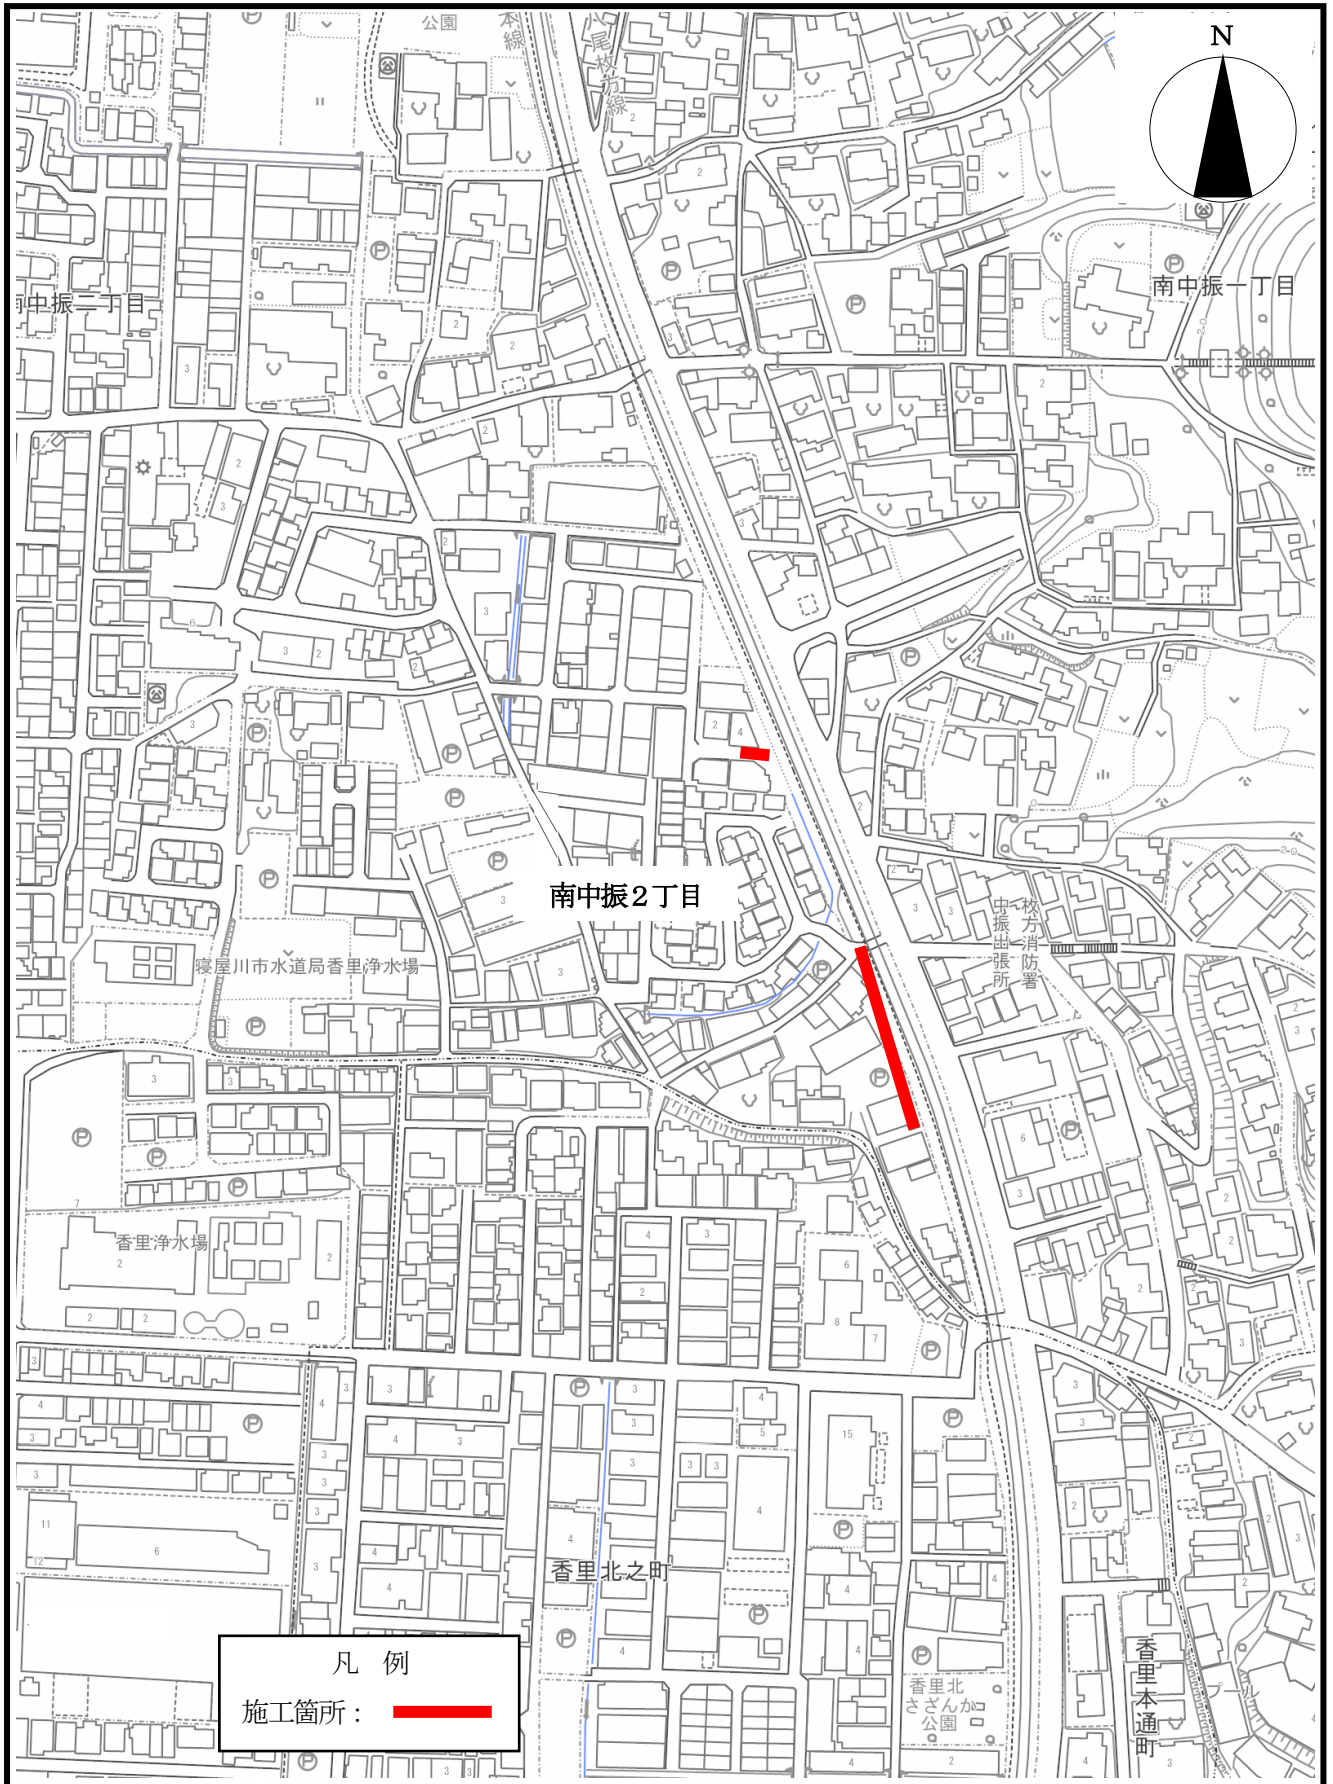 公園
本線
八尾枚方線
N
南中振一丁目
南中振二丁目
南中振２丁目
枚方消防署
中振出張所
寝屋川市水道局香里浄水場
香里浄水場
香里北之町
香里北
さざんか
公園
香里本通町
プール
凡 例
施工箇所：